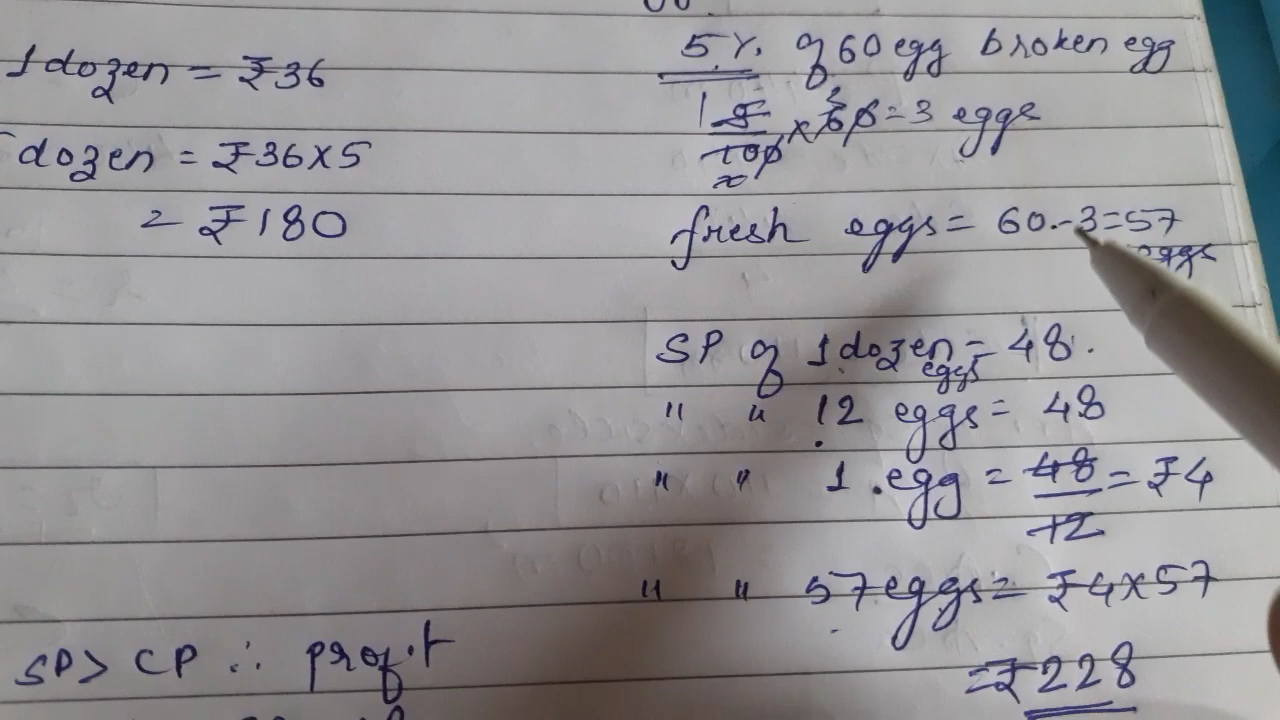 1 dozen = ₹36
dozen = ₹36×5
= ₹180
SP > CP ∴ profit
5% of 60 egg broken egg
1 5/100 × 60 = 3 eggs
fresh eggs = 60 - 3 = 57
eggs
SP of 1 dozen = 48.
eggs
" " 12 eggs = 48
" " 1 egg = 48/12 = ₹4
" " 57 eggs = ₹4×57
= ₹228